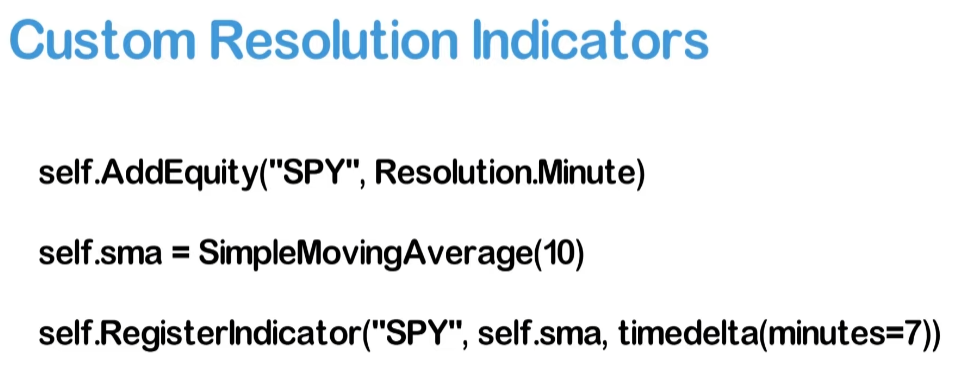 Custom Resolution Indicators
self.AddEquity("SPY", Resolution.Minute)
self.sma = SimpleMovingAverage(10)
self.RegisterIndicator("SPY", self.sma, timedelta(minutes=7))